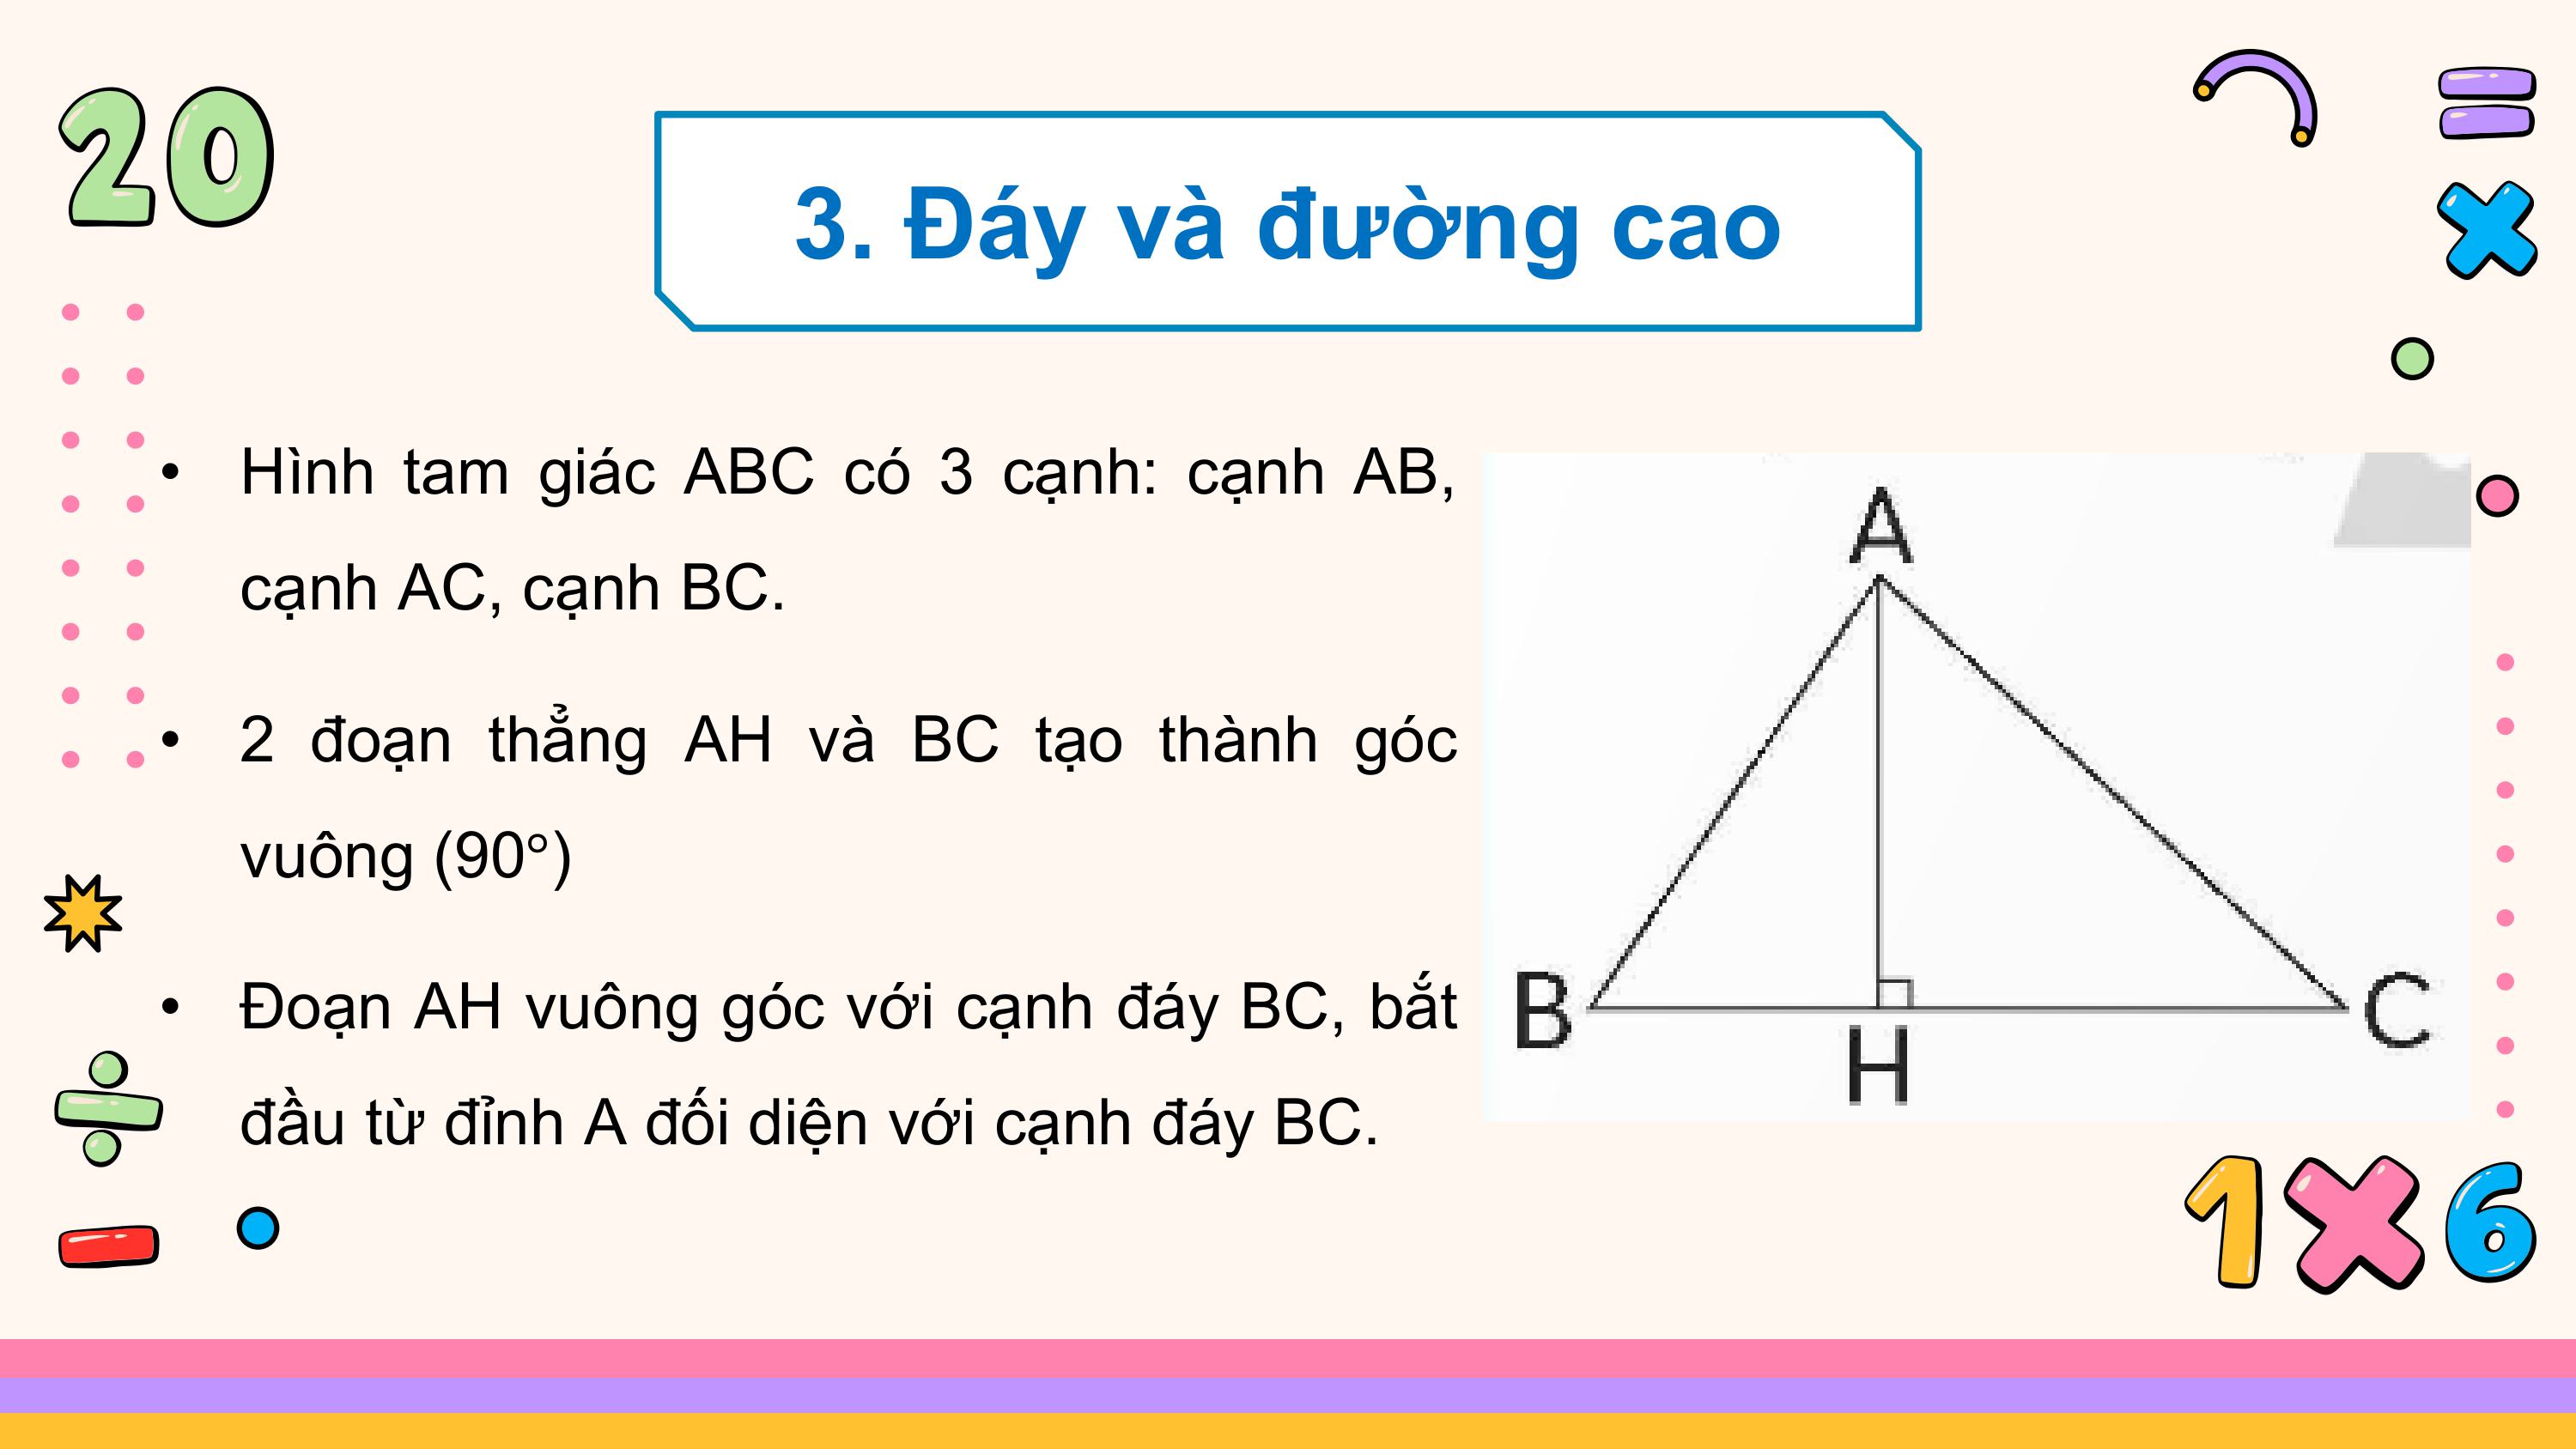 20
3. Đáy và đường cao
• Hình tam giác ABC có 3 cạnh: cạnh AB,
cạnh AC, cạnh BC.
• 2 đoạn thẳng AH và BC tạo thành góc
vuông (90°)
• Đoạn AH vuông góc với cạnh đáy BC, bắt
đầu từ đỉnh A đối diện với cạnh đáy BC.
A
B
C
H
=
×
÷
−
1×6